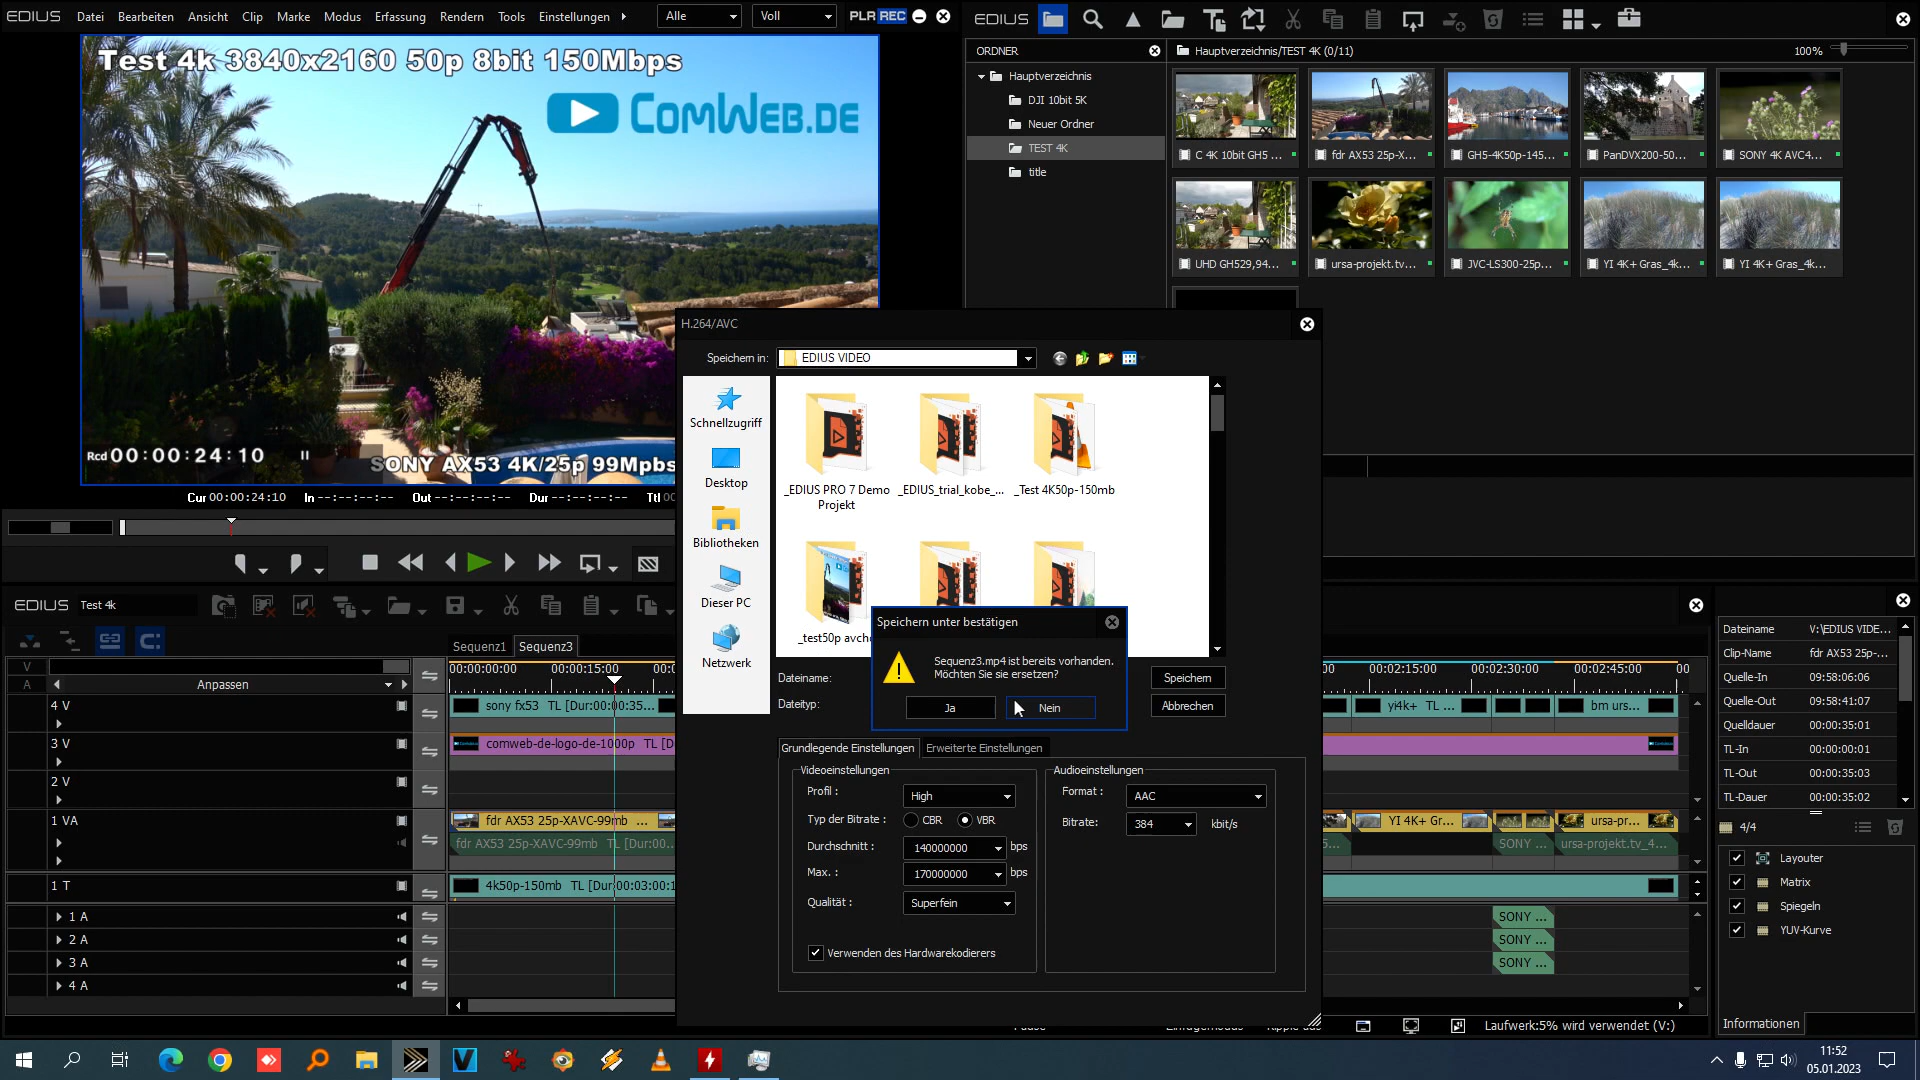 EDIUS Datei Bearbeiten Ansicht Clip Marke Modus Erfassung Rendern Tools Einstellungen Alle Voll PLR REC
EDIUS
Test 4k 3840x2160 50p 8bit 150Mbps
COMWEB.DE
Rcd 00:00:24:10 II
SONY AX53 4K/25p 99Mpbs
Cur 00:00:24:10 In --:--:--:-- Out --:--:--:-- Dur --:--:--:-- Ttl 00
ORDNER
Hauptverzeichnis/TEST 4K (0/11)
100%
Hauptverzeichnis
DJI 10bit 5K
Neuer Ordner
TEST 4K
title
C 4K 10bit GH5 ...
fdr AX53 25p-X...
GH5-4K50p-145...
PanDVX200-50...
SONY 4K AVC4...
UHD GH529,94...
ursa-projekt.tv...
JVC-LS300-25p...
YI 4K+ Gras_4k...
YI 4K+ Gras_4k...
H.264/AVC
Speichern in:
EDIUS VIDEO
Schnellzugriff
Desktop
Bibliotheken
Dieser PC
Netzwerk
_EDIUS PRO 7 Demo
Projekt
_EDIUS_trial_kobe_...
_Test 4K50p-150mb
_test50p avchd
Speichern unter bestätigen
Sequenz3.mp4 ist bereits vorhanden.
Möchten Sie sie ersetzen?
Ja
Nein
Dateiname:
Dateityp:
Speichern
Abbrechen
Grundlegende Einstellungen
Erweiterte Einstellungen
Videoeinstellungen
Profil :
High
Typ der Bitrate :
CBR
VBR
Durchschnitt :
140000000
bps
Max. :
170000000
bps
Qualität :
Superfein
Verwenden des Hardwarekodierers
Audioeinstellungen
Format :
AAC
Bitrate:
384
kbit/s
EDIUS Test 4k
Sequenz1
Sequenz3
V
A
Anpassen
00:00:00:00
00:00:15:00
00:02:15:00
00:02:30:00
00:02:45:00
00
4 V
sony fx53 TL [Dur:00:00:35...
yi4k+ TL ...
bm urs...
3 V
comweb-de-logo-de-1000p TL [D
2 V
1 VA
fdr AX53 25p-XAVC-99mb ...
YI 4K+ Gr...
ursa-pr...
fdr AX53 25p-XAVC-99mb TL [Dur:00...
5...
SONY ...
ursa-projekt.tv_4...
1 T
4k50p-150mb TL [Dur:00:03:00:1
1 A
SONY ...
2 A
SONY ...
3 A
SONY ...
4 A
Laufwerk:5% wird verwendet (V:)
Dateiname V:\EDIUS VIDE...
Clip-Name fdr AX53 25p-...
Quelle-In 09:58:06:06
Quelle-Out 09:58:41:07
Quelldauer 00:00:35:01
TL-In 00:00:00:01
TL-Out 00:00:35:03
TL-Dauer 00:00:35:02
4/4
Layouter
Matrix
Spiegeln
YUV-Kurve
Informationen
11:52
05.01.2023